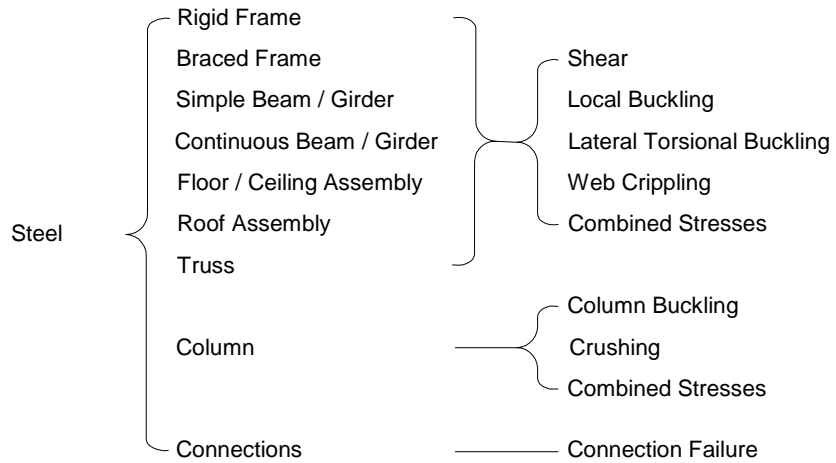 Rigid Frame
Braced Frame
Shear
Simple Beam / Girder
Local Buckling
Continuous Beam / Girder
Lateral Torsional Buckling
Floor / Ceiling Assembly
Web Crippling
Steel
Roof Assembly
Combined Stresses
Truss
Column Buckling
Column
Crushing
Combined Stresses
Connections
Connection Failure